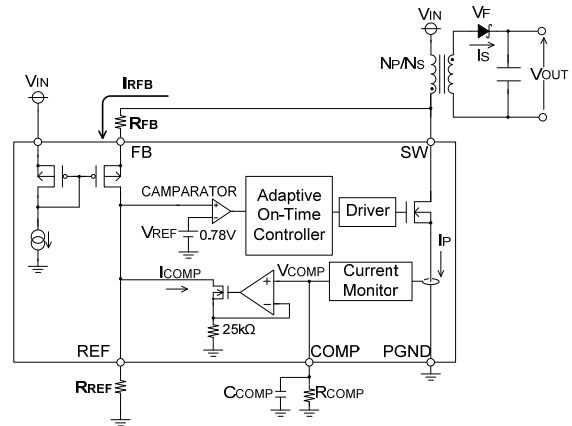 VIN
VF
IS
NP/NS
VOUT
VIN
IRFB
RFB
FB
SW
CAMPARATOR
VREF
0.78V
Adaptive
On-Time
Controller
Driver
IP
ICOMP
VCOMP
Current
Monitor
25kΩ
REF
COMP
PGND
RREF
CCOMP
RCOMP